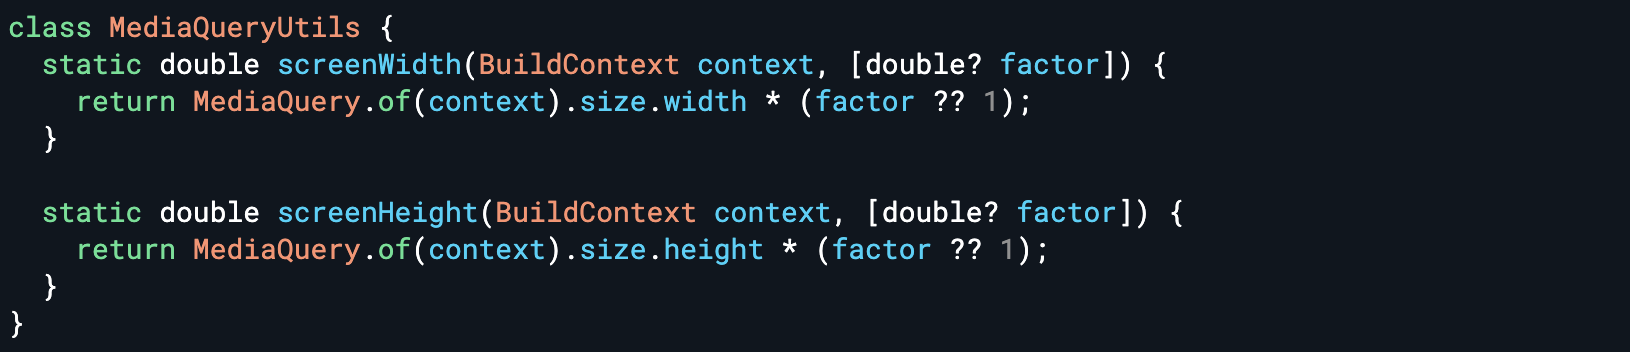 class MediaQueryUtils {
  static double screenWidth(BuildContext context, [double? factor]) {
    return MediaQuery.of(context).size.width * (factor ?? 1);
  }

  static double screenHeight(BuildContext context, [double? factor]) {
    return MediaQuery.of(context).size.height * (factor ?? 1);
  }
}